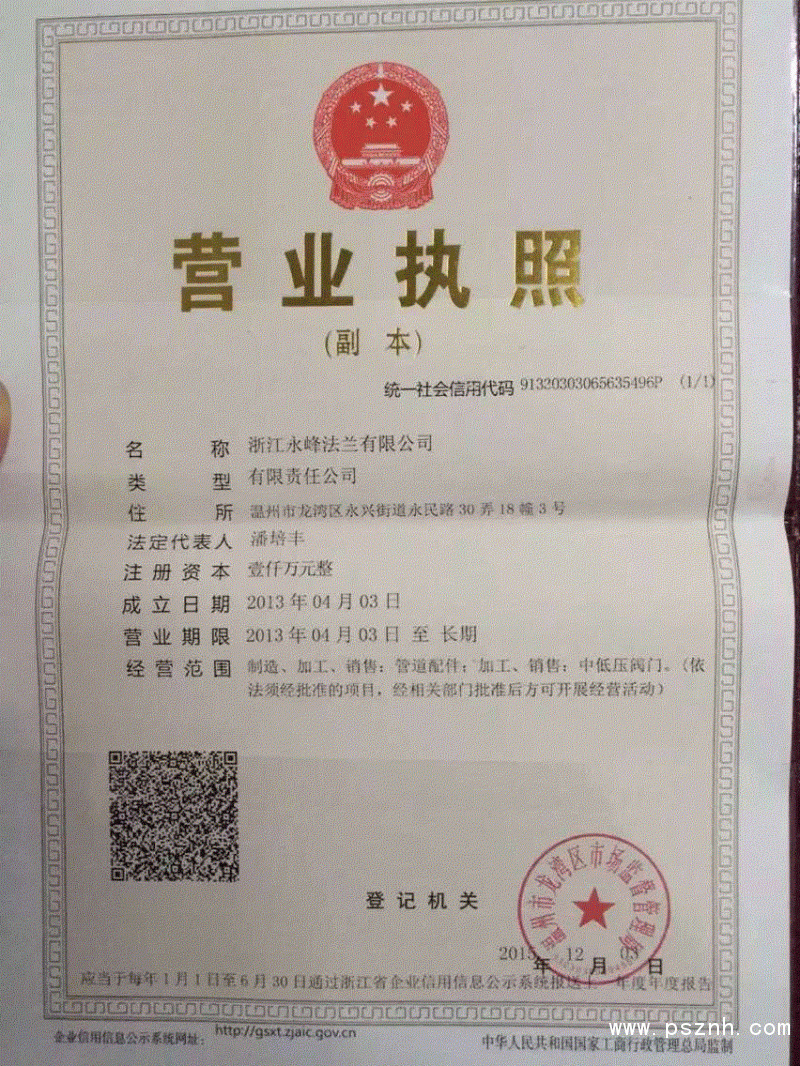 营业执照
(副 本)
统一社会信用代码 91320303065635496P (1/1)
名 称 浙江永峰法兰有限公司
类 型 有限责任公司
住 所 温州市龙湾区永兴街道永民路30弄18幢3号
法定代表人 潘培丰
注册资本 壹仟万元整
成立日期 2013年04月03日
营业期限 2013年04月03日 至 长期
经营范围 制造、加工、销售：管道配件；加工、销售：中低压阀门。（依
法须经批准的项目，经相关部门批准后方可开展经营活动）
温州市龙湾区市场监督管理局
登记机关
2015年12月03日
应当于每年1月1日至6月30日通过浙江省企业信用信息公示系统报送上一年度年度报告
www.psznh.com
企业信用信息公示系统网址： http://gsxt.zjaic.gov.cn
中华人民共和国国家工商行政管理总局监制